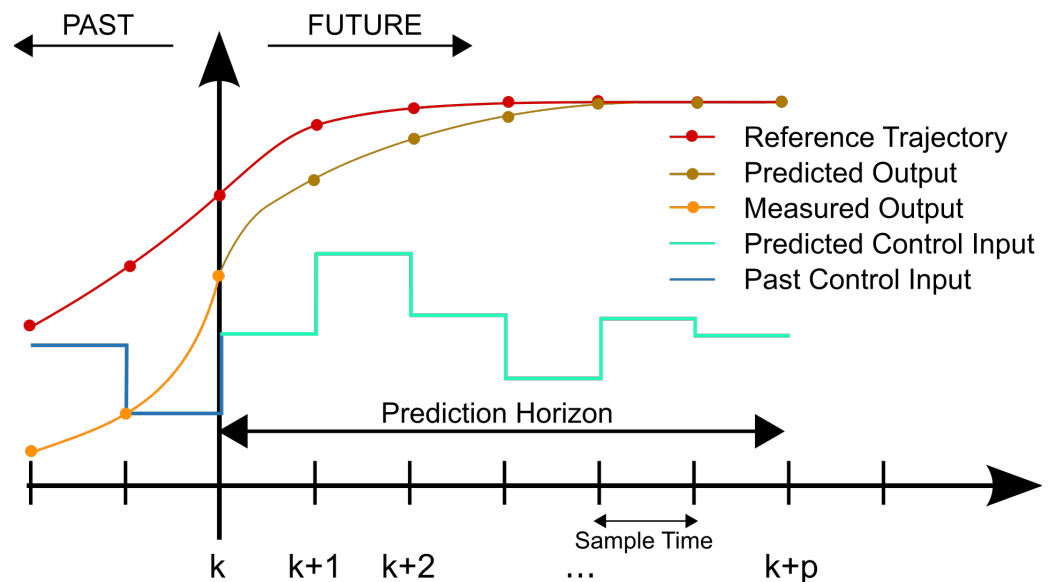 PAST
FUTURE
Reference Trajectory
Predicted Output
Measured Output
Predicted Control Input
Past Control Input
Prediction Horizon
Sample Time
k
k+1
k+2
...
k+p